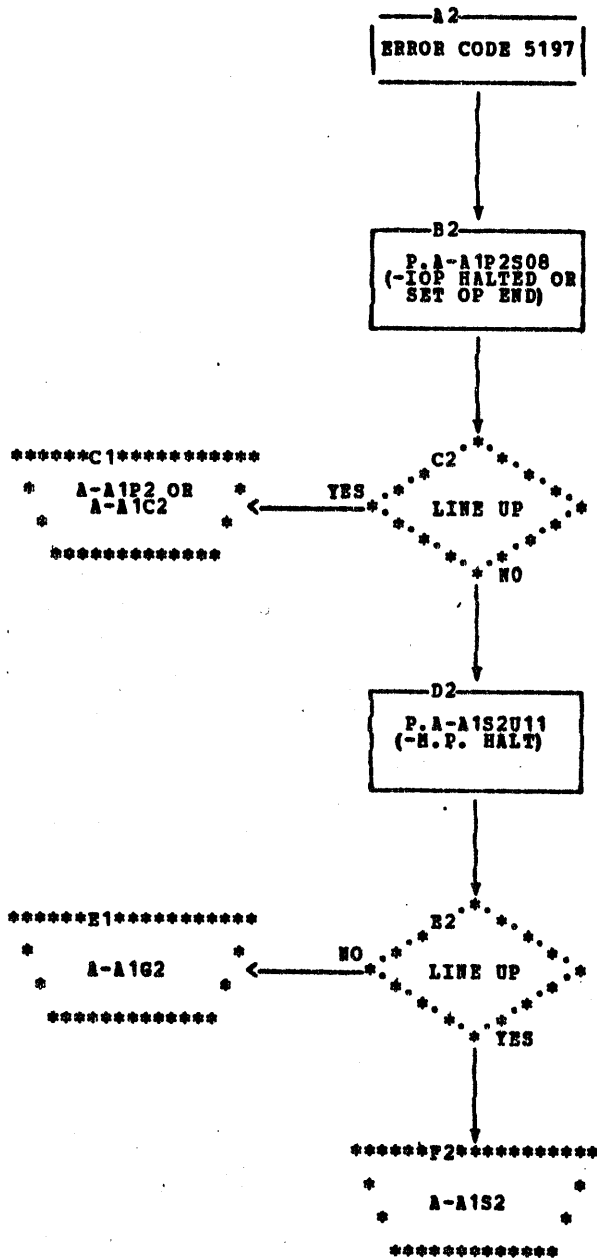 A2
ERROR CODE 5197
B2
P.A-A1P2S08
(-IOP HALTED OR
SET OP END)
C1
A-A1P2 OR
A-A1C2
YES
C2
LINE UP
NO
D2
P.A-A1S2U11
(-M.P. HALT)
E1
A-A1G2
NO
E2
LINE UP
YES
F2
A-A1S2